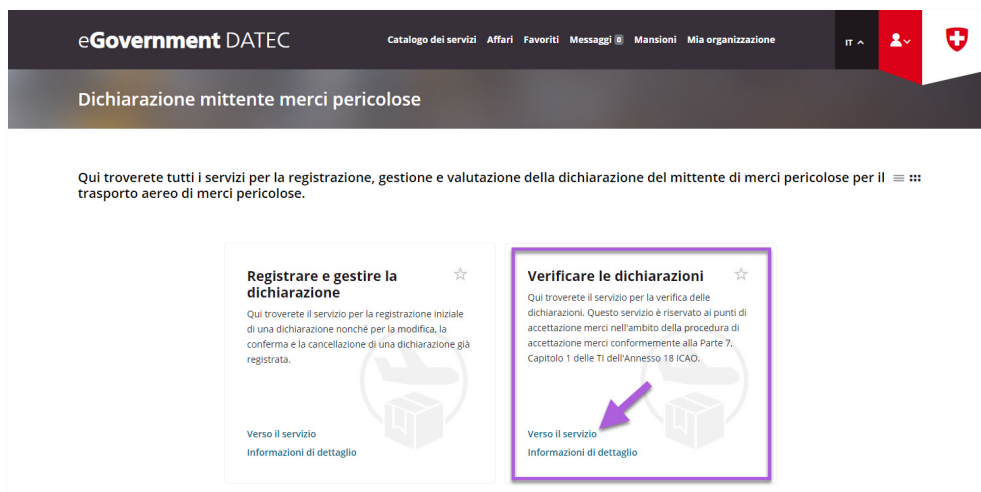 eGovernment DATEC
Catalogo dei servizi Affari Favoriti Messaggi 0 Mansioni Mia organizzazione
IT
Dichiarazione mittente merci pericolose
Qui troverete tutti i servizi per la registrazione, gestione e valutazione della dichiarazione del mittente di merci pericolose per il
trasporto aereo di merci pericolose.
Registrare e gestire la
dichiarazione
Qui troverete il servizio per la registrazione iniziale
di una dichiarazione nonché per la modifica, la
conferma e la cancellazione di una dichiarazione già
registrata.
Verso il servizio
Informazioni di dettaglio
Verificare le dichiarazioni
Qui troverete il servizio per la verifica delle
dichiarazioni. Questo servizio è riservato ai punti di
accettazione merci nell'ambito della procedura di
accettazione merci conformemente alla Parte 7,
Capitolo 1 delle TI dell'Annesso 18 ICAO.
Verso il servizio
Informazioni di dettaglio